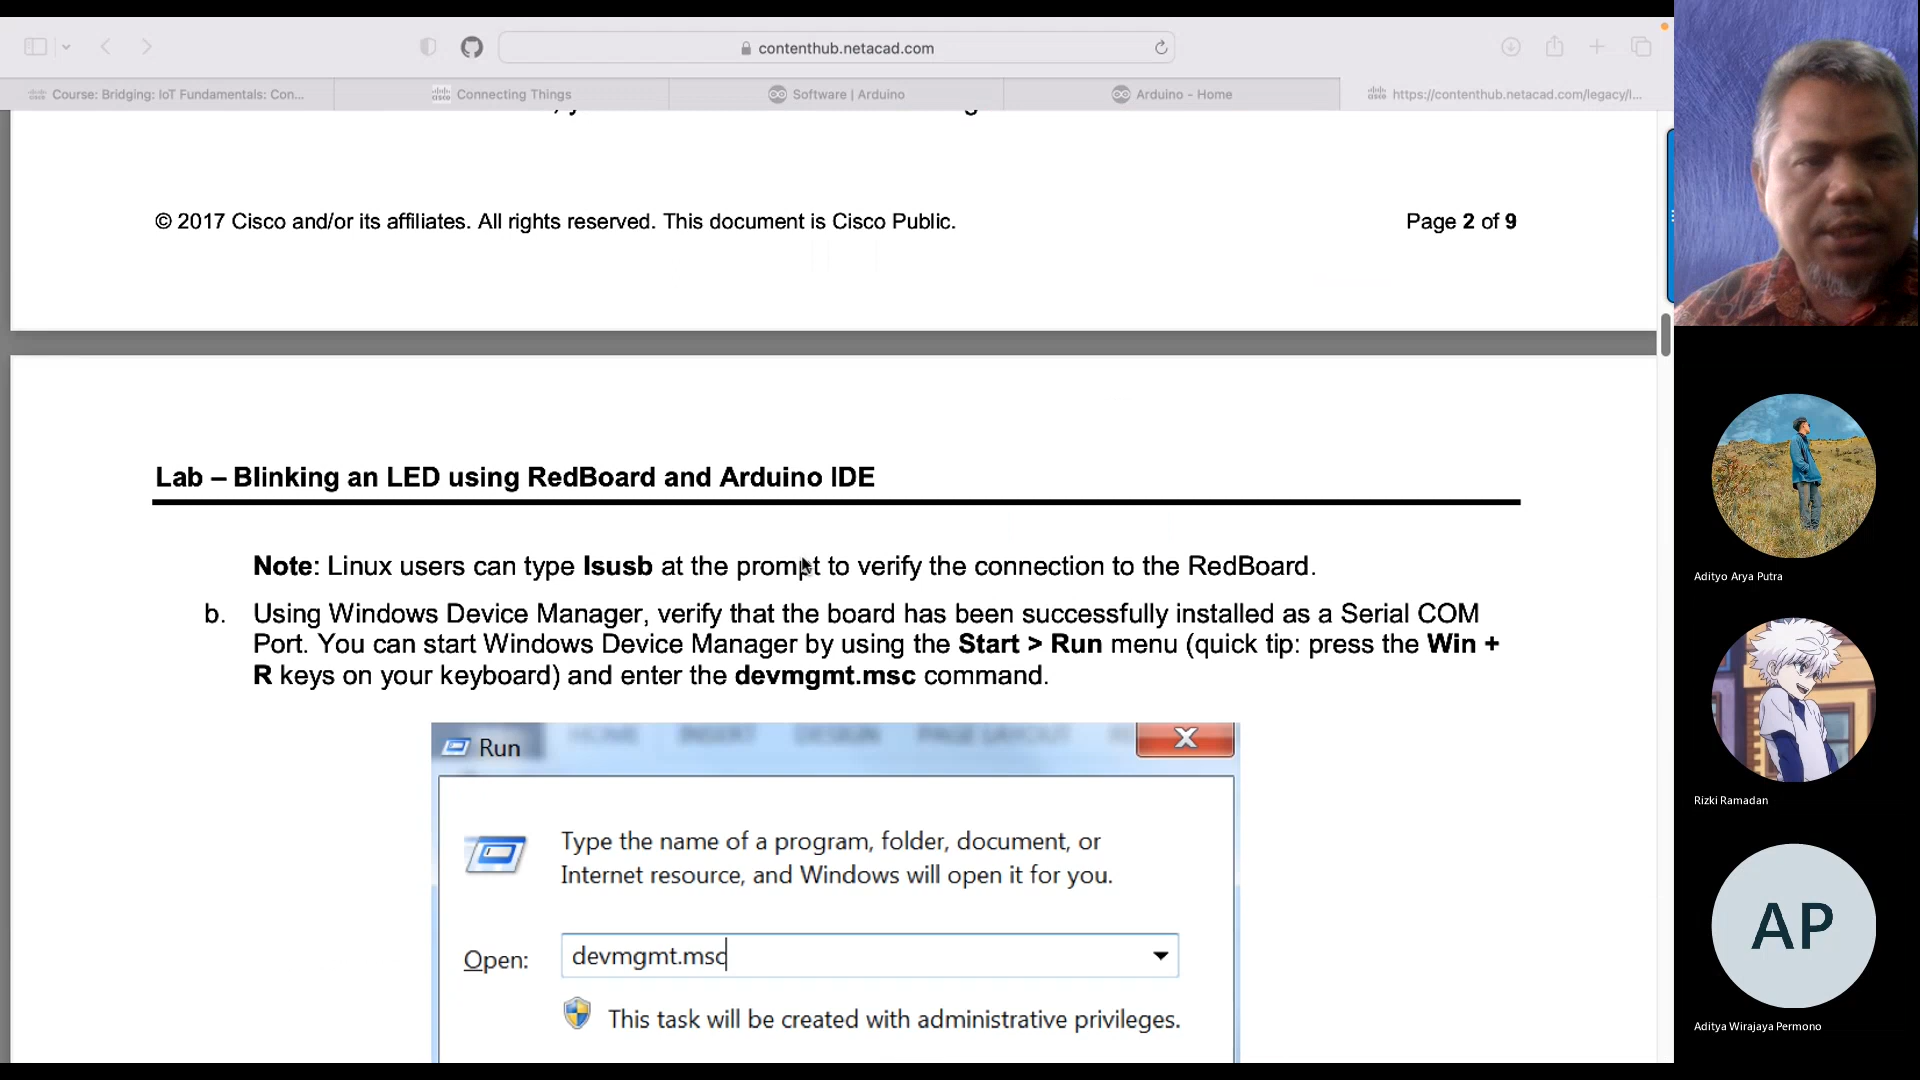 contenthub.netacad.com
Course: Bridging: IoT Fundamentals: Con...
Connecting Things
Software | Arduino
Arduino - Home
https://contenthub.netacad.com/legacy/I...
© 2017 Cisco and/or its affiliates. All rights reserved. This document is Cisco Public.
Page 2 of 9
Lab – Blinking an LED using RedBoard and Arduino IDE
Note: Linux users can type lsusb at the prompt to verify the connection to the RedBoard.
b. Using Windows Device Manager, verify that the board has been successfully installed as a Serial COM
Port. You can start Windows Device Manager by using the Start > Run menu (quick tip: press the Win +
R keys on your keyboard) and enter the devmgmt.msc command.
HOME INSERT DESIGN PAGE LAYOUT
Run
Type the name of a program, folder, document, or
Internet resource, and Windows will open it for you.
Open: devmgmt.msc
This task will be created with administrative privileges.
Adityo Arya Putra
Rizki Ramadan
AP
Aditya Wirajaya Permono